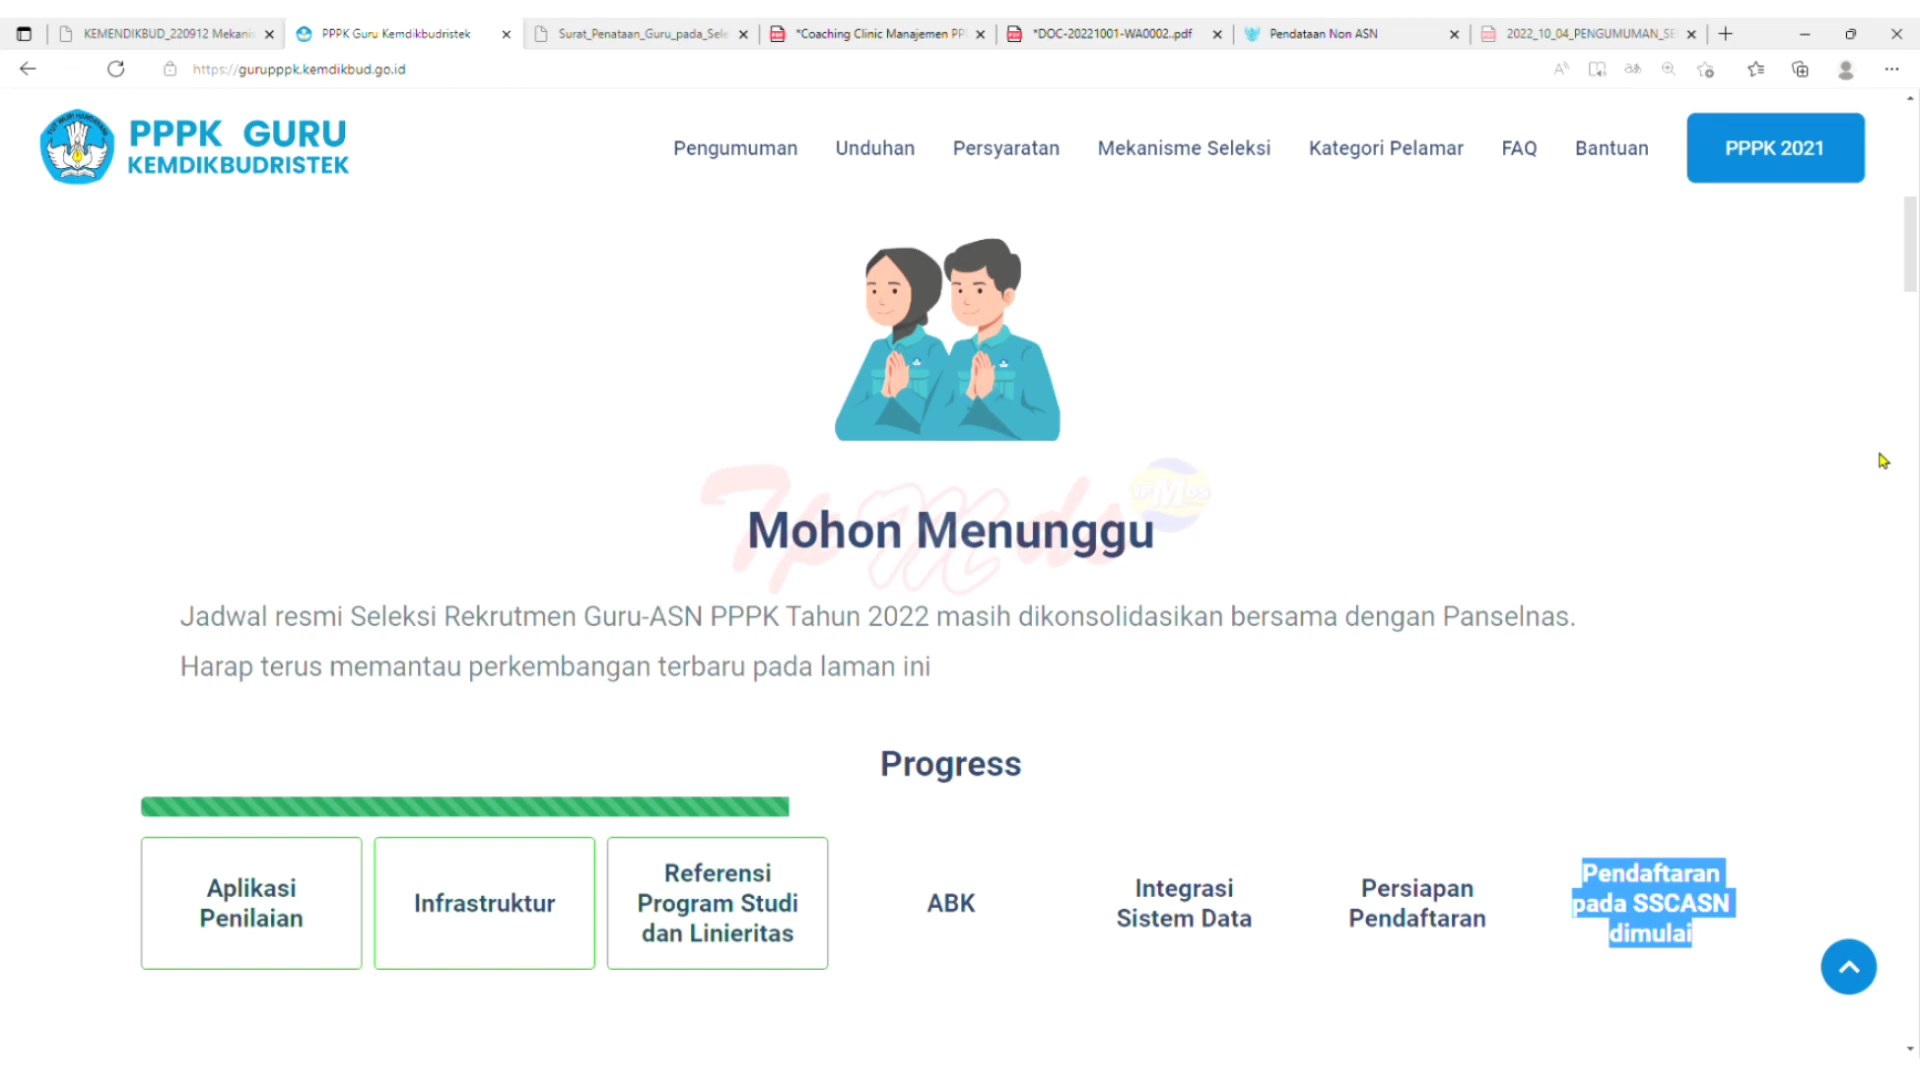 KEMENDIKBUD_220912 Mekanis
PPPK Guru Kemdikbudristek
Surat_Penataan_Guru_pada_Sele
*Coaching Clinic Manajemen PP
*DOC-20221001-WA0002..pdf
Pendataan Non ASN
2022_10_04_PENGUMUMAN_SE
https://gurupppk.kemdikbud.go.id
PPPK GURU
KEMDIKBUDRISTEK
Pengumuman
Unduhan
Persyaratan
Mekanisme Seleksi
Kategori Pelamar
FAQ
Bantuan
PPPK 2021
TpMds
Mohon Menunggu
Jadwal resmi Seleksi Rekrutmen Guru-ASN PPPK Tahun 2022 masih dikonsolidasikan bersama dengan Panselnas.
Harap terus memantau perkembangan terbaru pada laman ini
Progress
Aplikasi
Penilaian
Infrastruktur
Referensi
Program Studi
dan Linieritas
ABK
Integrasi
Sistem Data
Persiapan
Pendaftaran
Pendaftaran
pada SSCASN
dimulai